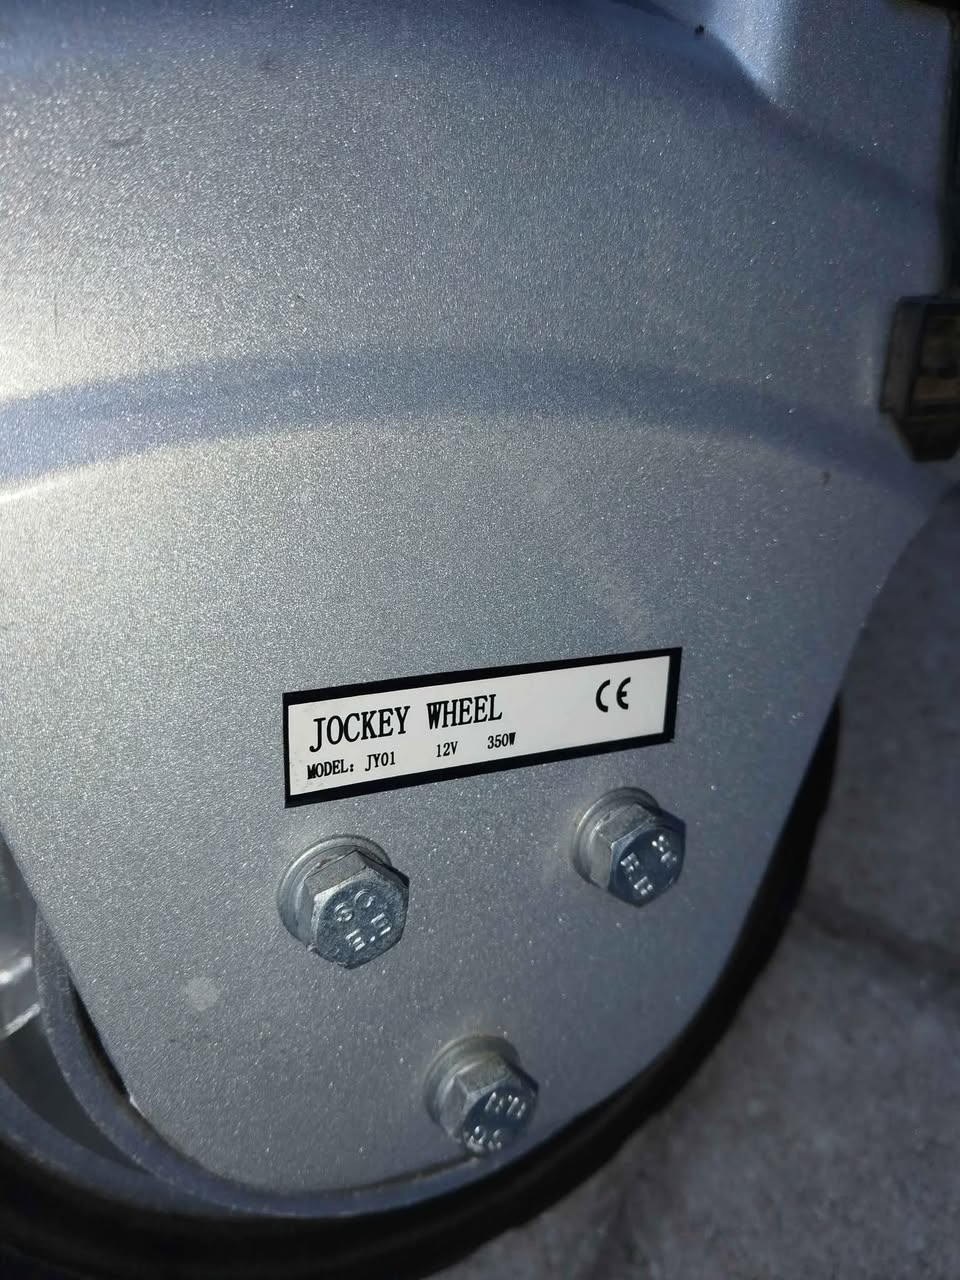 JOCKEY WHEEL CE
MODEL: JY01 12V 350W